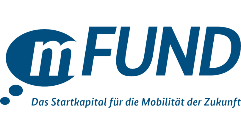 mFUND
Das Startkapital für die Mobilität der Zukunft